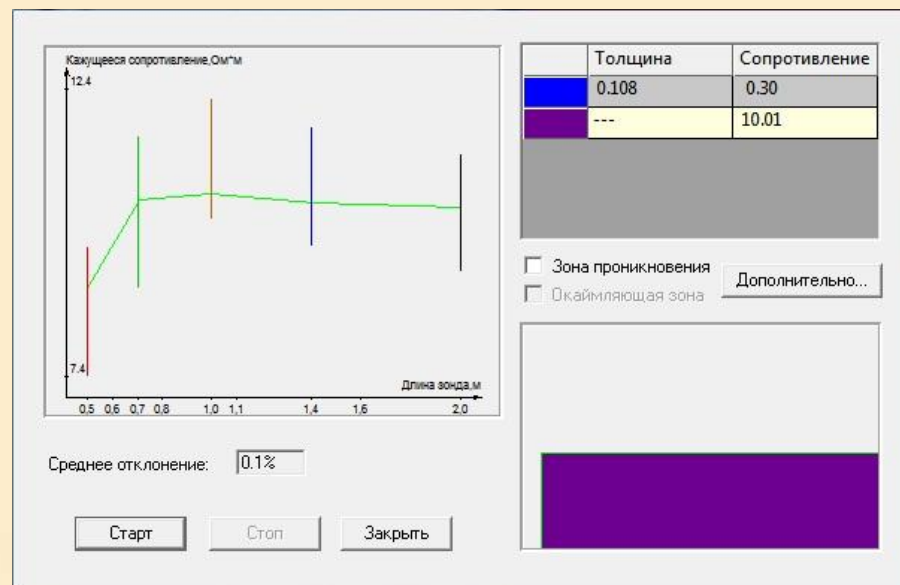 Кажущееся сопротивление,Ом*м
12.4
7.4
Длина зонда,м
0,5 0,6 0,7 0,8 1,0 1,1 1,4 1,6 2,0
Среднее отклонение: 0.1%
Старт Стоп Закрыть
Толщина Сопротивление
0.108 0.30
--- 10.01
Зона проникновения
Окаймляющая зона
Дополнительно...